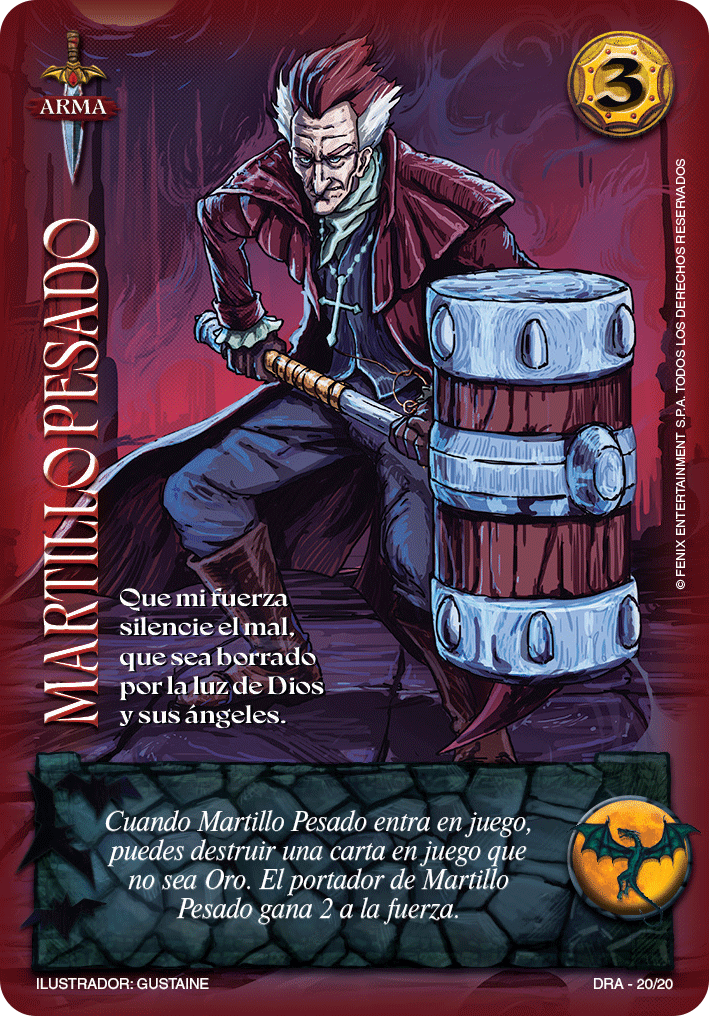 ARMA
3
MARTILLO PESADO
© FENIX ENTERTAINMENT S.P.A. TODOS LOS DERECHOS RESERVADOS
Que mi fuerza
silencie el mal,
que sea borrado
por la luz de Dios
y sus ángeles.
Cuando Martillo Pesado entra en juego,
puedes destruir una carta en juego que
no sea Oro. El portador de Martillo
Pesado gana 2 a la fuerza.
ILUSTRADOR: GUSTAINE
DRA - 20/20